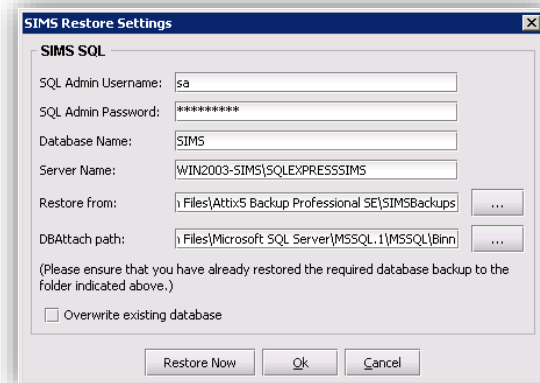 SIMS Restore Settings
SIMS SQL
SQL Admin Username: sa
SQL Admin Password: *********
Database Name: SIMS
Server Name: WIN2003-SIMS\SQLEXPRESSSIMS
Restore from: Files\Attix5 Backup Professional SE\SIMSBackups ...
DBAttach path: Files\Microsoft SQL Server\MSSQL.1\MSSQL\Binn ...
(Please ensure that you have already restored the required database backup to the
folder indicated above.)
Overwrite existing database
Restore Now Ok Cancel